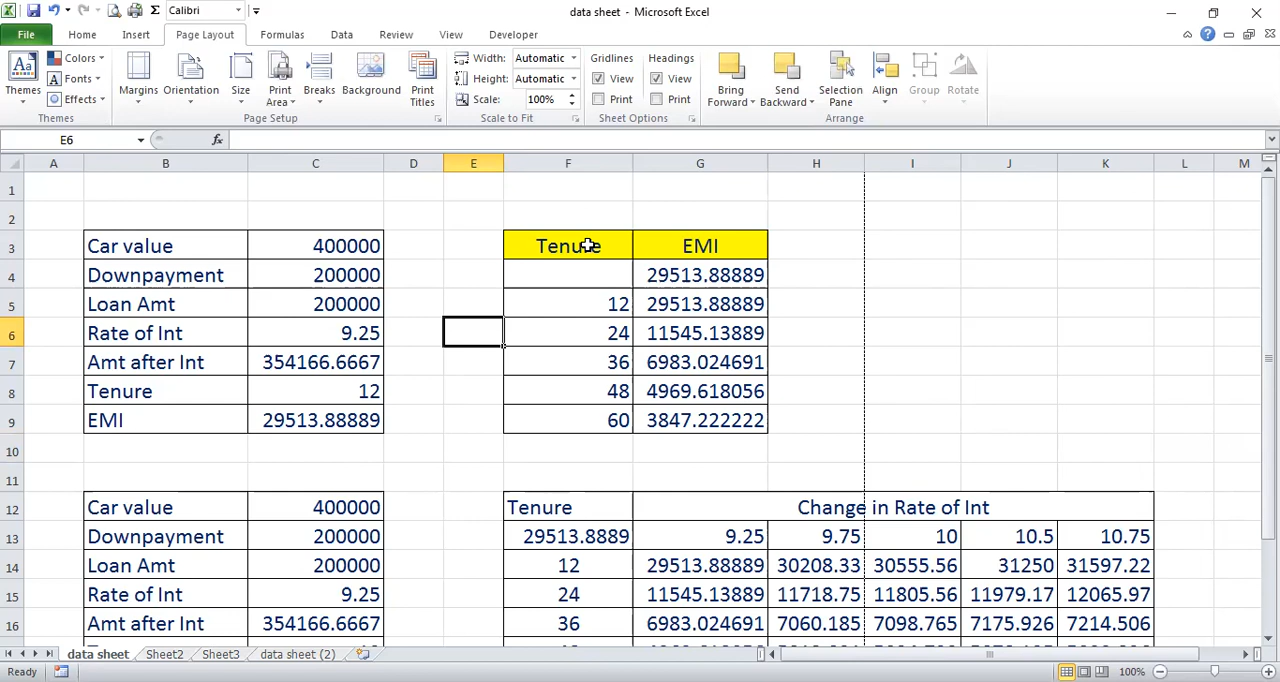 data sheet - Microsoft Excel
Calibri
File Home Insert Page Layout Formulas Data Review View Developer
Themes Colors Fonts Effects Themes
Margins Orientation Size Print Area Breaks Background Print Titles Page Setup
Width: Automatic
Height: Automatic
Scale: 100%
Scale to Fit
Gridlines Headings
View View
Print Print
Sheet Options
Bring Forward Send Backward Selection Pane Align Group Rotate
Arrange
E6 fx
A B C D E F G H I J K L M
1
2
3 Car value 400000 Tenure EMI
4 Downpayment 200000 29513.88889
5 Loan Amt 200000 12 29513.88889
6 Rate of Int 9.25 24 11545.13889
7 Amt after Int 354166.6667 36 6983.024691
8 Tenure 12 48 4969.618056
9 EMI 29513.88889 60 3847.222222
10
11
12 Car value 400000 Tenure Change in Rate of Int
13 Downpayment 200000 29513.8889 9.25 9.75 10 10.5 10.75
14 Loan Amt 200000 12 29513.88889 30208.33 30555.56 31250 31597.22
15 Rate of Int 9.25 24 11545.13889 11718.75 11805.56 11979.17 12065.97
16 Amt after Int 354166.6667 36 6983.024691 7060.185 7098.765 7175.926 7214.506
data sheet Sheet2 Sheet3 data sheet (2)
Ready 100%